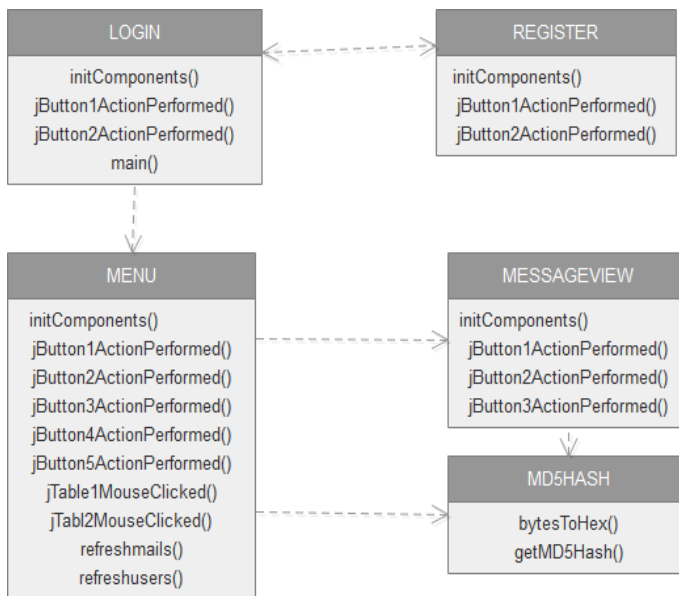 LOGIN
initComponents()
jButton1ActionPerformed()
jButton2ActionPerformed()
main()
REGISTER
initComponents()
jButton1ActionPerformed()
jButton2ActionPerformed()
MENU
initComponents()
jButton1ActionPerformed()
jButton2ActionPerformed()
jButton3ActionPerformed()
jButton4ActionPerformed()
jButton5ActionPerformed()
jTable1MouseClicked()
jTabl2MouseClicked()
refreshmails()
refreshusers()
MESSAGEVIEW
initComponents()
jButton1ActionPerformed()
jButton2ActionPerformed()
jButton3ActionPerformed()
MD5HASH
bytesToHex()
getMD5Hash()